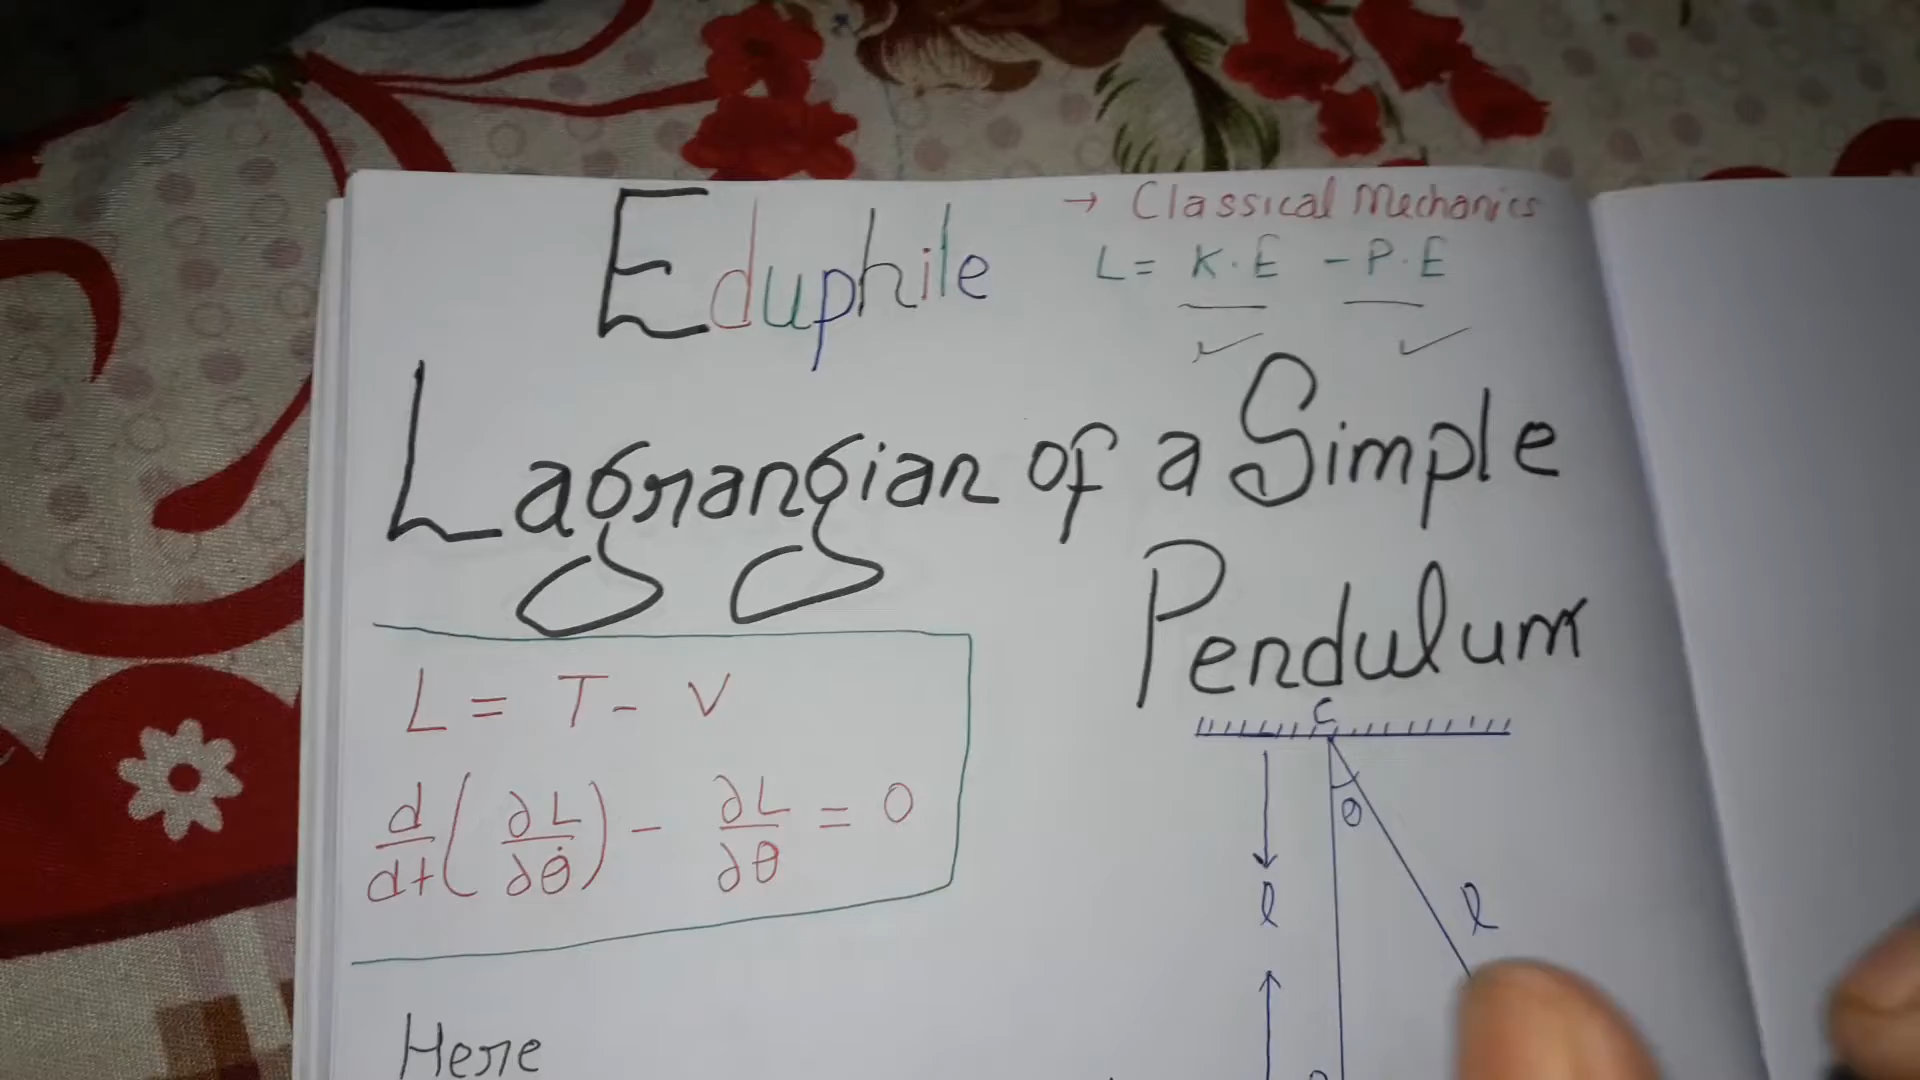 Eduphile
→ Classical Mechanics
L = K.E - P.E
Lagrangian of a Simple
Pendulum
L = T - V
d/dt (∂L/∂θ̇) - ∂L/∂θ = 0
C
θ
l
l
Here